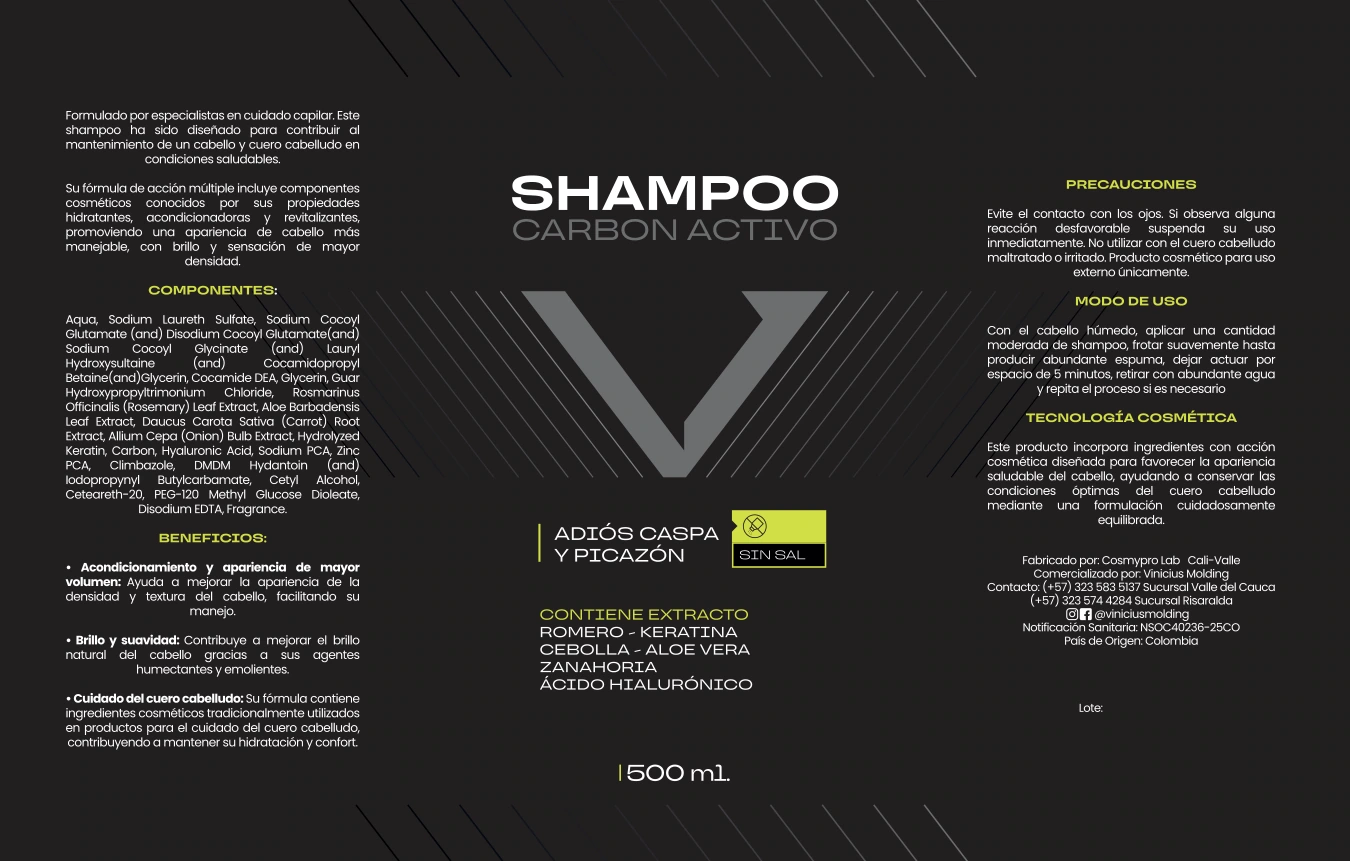 Formulado por especialistas en cuidado capilar. Este
shampoo ha sido diseñado para contribuir al
mantenimiento de un cabello y cuero cabelludo en
condiciones saludables.
Su fórmula de acción múltiple incluye componentes
cosméticos conocidos por sus propiedades
hidratantes, acondicionadoras y revitalizantes,
promoviendo una apariencia de cabello más
manejable, con brillo y sensación de mayor
densidad.
COMPONENTES:
Aqua, Sodium Laureth Sulfate, Sodium Cocoyl
Glutamate (and) Disodium Cocoyl Glutamate(and)
Sodium Cocoyl Glycinate (and) Lauryl
Hydroxysultaine (and) Cocamidopropyl
Betaine(and)Glycerin, Cocamide DEA, Glycerin, Guar
Hydroxypropyltrimonium Chloride, Rosmarinus
Officinalis (Rosemary) Leaf Extract, Aloe Barbadensis
Leaf Extract, Daucus Carota Sativa (Carrot) Root
Extract, Allium Cepa (Onion) Bulb Extract, Hydrolyzed
Keratin, Carbon, Hyaluronic Acid, Sodium PCA, Zinc
PCA, Climbazole, DMDM Hydantoin (and)
Iodopropynyl Butylcarbamate, Cetyl Alcohol,
Ceteareth-20, PEG-120 Methyl Glucose Dioleate,
Disodium EDTA, Fragrance.
BENEFICIOS:
• Acondicionamiento y apariencia de mayor
volumen: Ayuda a mejorar la apariencia de la
densidad y textura del cabello, facilitando su
manejo.
• Brillo y suavidad: Contribuye a mejorar el brillo
natural del cabello gracias a sus agentes
humectantes y emolientes.
• Cuidado del cuero cabelludo: Su fórmula contiene
ingredientes cosméticos tradicionalmente utilizados
en productos para el cuidado del cuero cabelludo,
contribuyendo a mantener su hidratación y confort.
SHAMPOO
CARBON ACTIVO
ADIÓS CASPA
Y PICAZÓN
SIN SAL
CONTIENE EXTRACTO
ROMERO - KERATINA
CEBOLLA - ALOE VERA
ZANAHORIA
ÁCIDO HIALURÓNICO
500 ml.
PRECAUCIONES
Evite el contacto con los ojos. Si observa alguna
reacción desfavorable suspenda su uso
inmediatamente. No utilizar con el cuero cabelludo
maltratado o irritado. Producto cosmético para uso
externo únicamente.
MODO DE USO
Con el cabello húmedo, aplicar una cantidad
moderada de shampoo, frotar suavemente hasta
producir abundante espuma, dejar actuar por
espacio de 5 minutos, retirar con abundante agua
y repita el proceso si es necesario
TECNOLOGÍA COSMÉTICA
Este producto incorpora ingredientes con acción
cosmética diseñada para favorecer la apariencia
saludable del cabello, ayudando a conservar las
condiciones óptimas del cuero cabelludo
mediante una formulación cuidadosamente
equilibrada.
Fabricado por: Cosmypro Lab Cali-Valle
Comercializado por: Vinicius Molding
Contacto: (+57) 323 583 5137 Sucursal Valle del Cauca
(+57) 323 574 4284 Sucursal Risaralda
@viniciusmolding
Notificación Sanitaria: NSOC40236-25CO
País de Origen: Colombia
Lote: